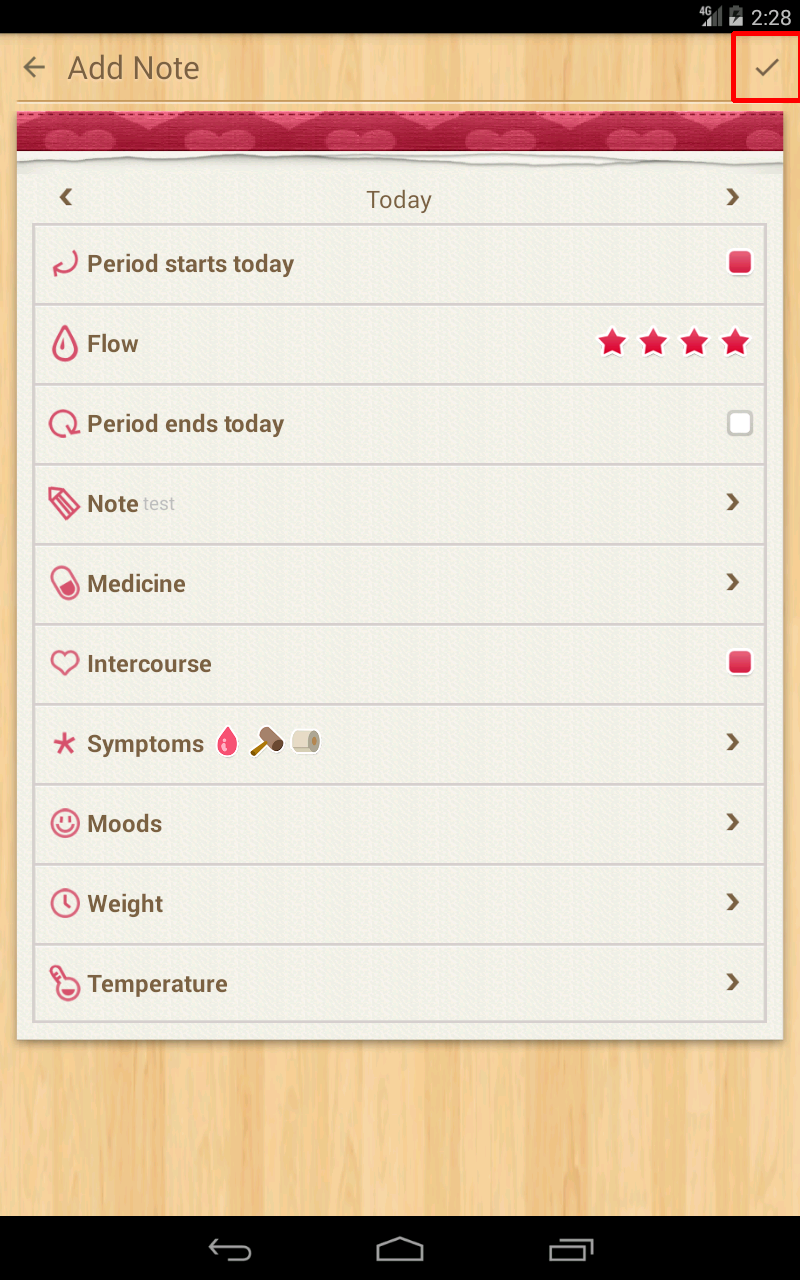 4G 2:28
Add Note
Today
Period starts today
Flow
Period ends today
Note test
Medicine
Intercourse
Symptoms
Moods
Weight
Temperature